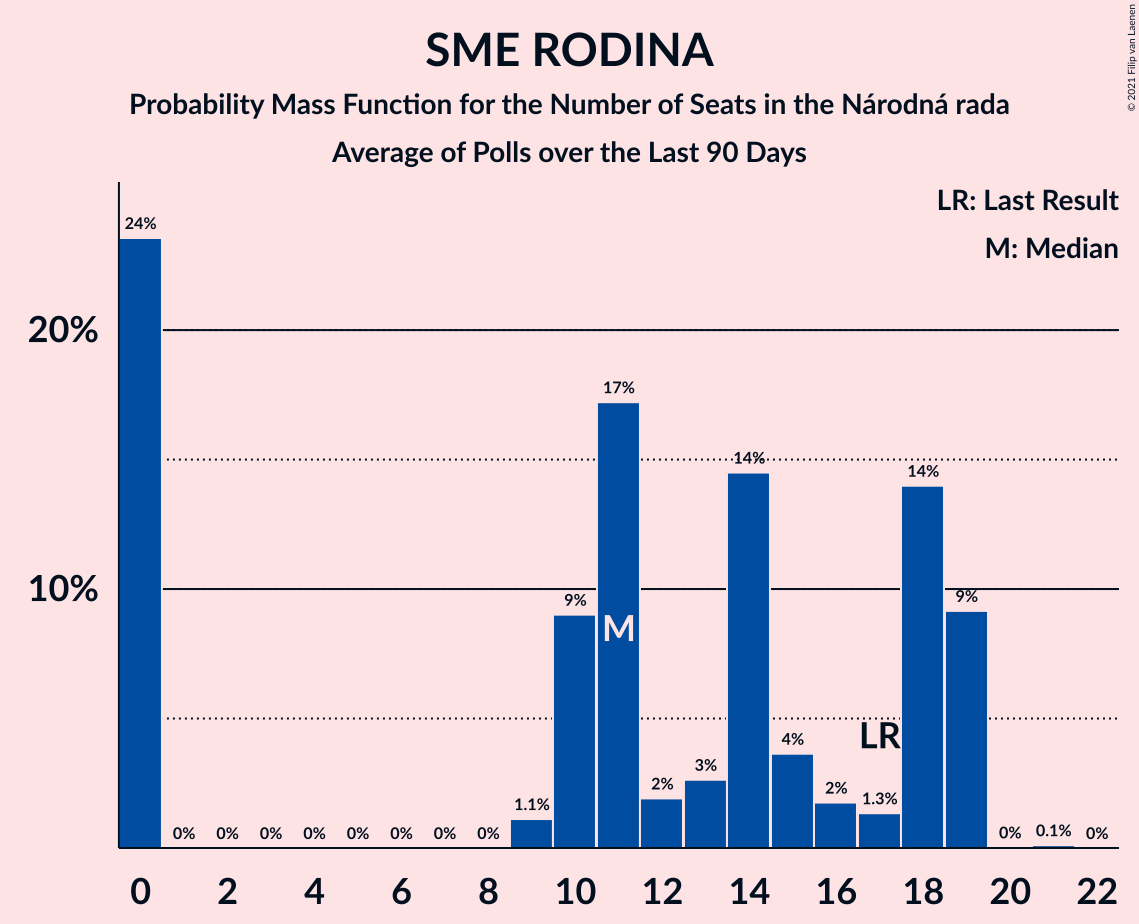 SME RODINA
Probability Mass Function for the Number of Seats in the Národná rada
Average of Polls over the Last 90 Days
© 2021 Filip van Laenen
LR: Last Result
M: Median
20%
10%
24%
0%
0%
0%
0%
0%
0%
0%
0%
1.1%
9%
17%
2%
3%
14%
4%
2%
1.3%
14%
9%
0%
0.1%
0%
M
LR
0 2 4 6 8 10 12 14 16 18 20 22